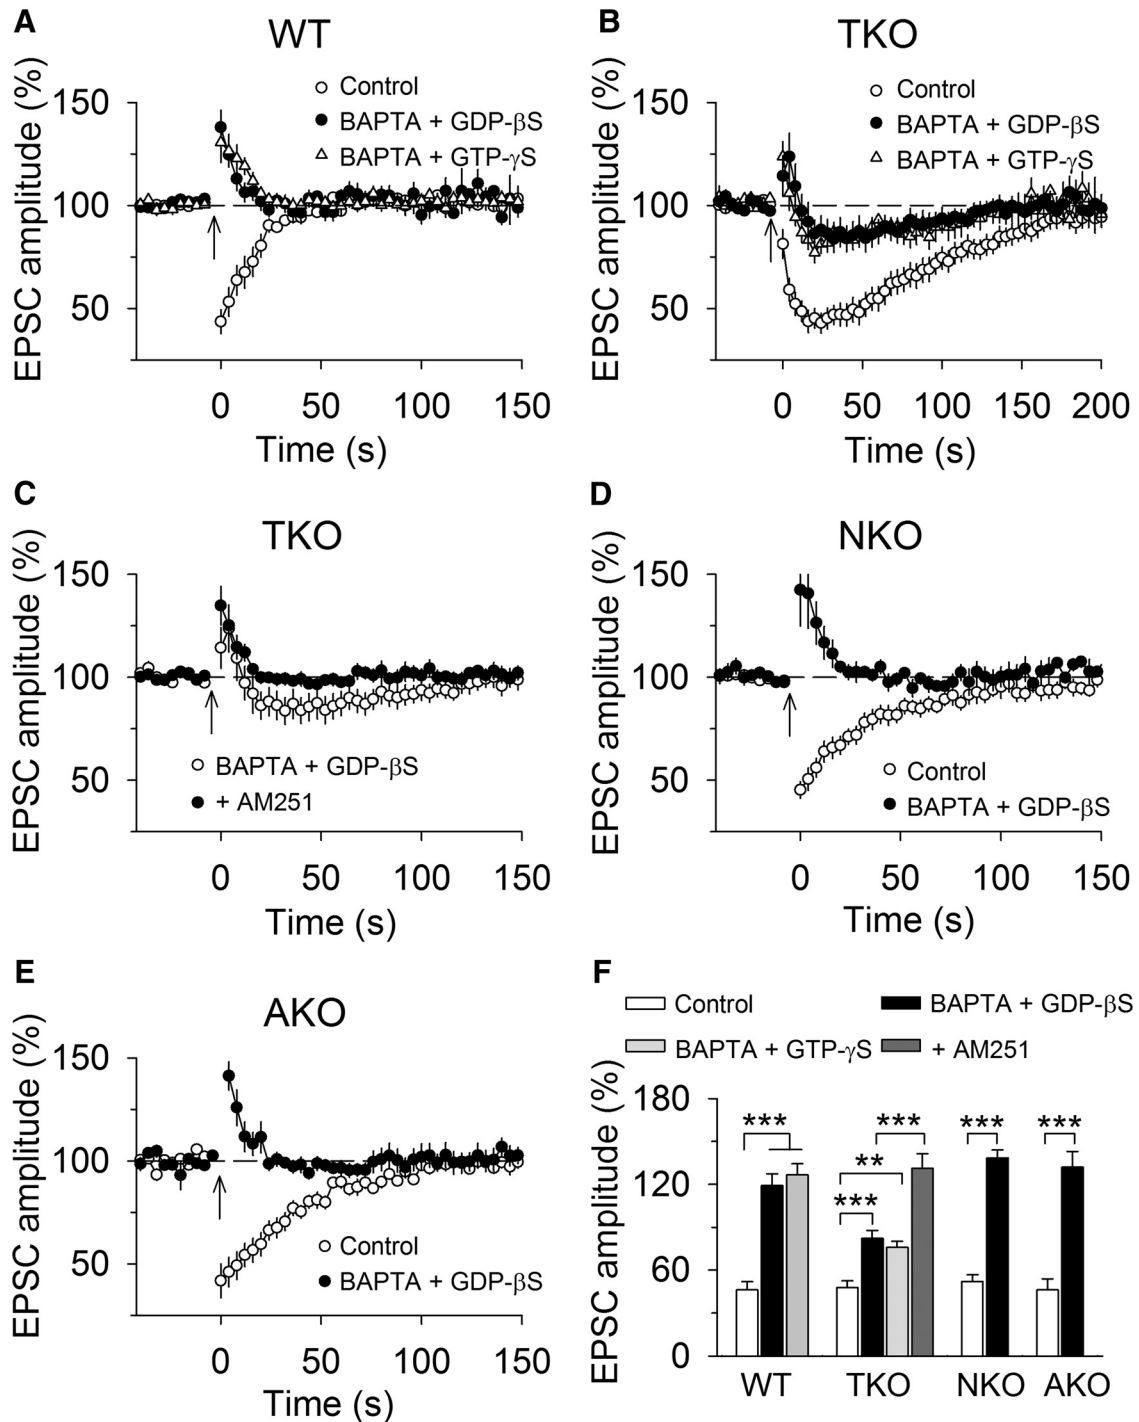 A
WT
EPSC amplitude (%)
150
100
50
Control
BAPTA + GDP-βS
BAPTA + GTP-γS
0 50 100 150
Time (s)
B
TKO
EPSC amplitude (%)
150
100
50
Control
BAPTA + GDP-βS
BAPTA + GTP-γS
0 50 100 150 200
Time (s)
C
TKO
EPSC amplitude (%)
150
100
50
BAPTA + GDP-βS
+ AM251
0 50 100 150
Time (s)
D
NKO
EPSC amplitude (%)
150
100
50
Control
BAPTA + GDP-βS
0 50 100 150
Time (s)
E
AKO
EPSC amplitude (%)
150
100
50
Control
BAPTA + GDP-βS
0 50 100 150
Time (s)
F
Control
BAPTA + GDP-βS
BAPTA + GTP-γS
+ AM251
EPSC amplitude (%)
180
120
60
0
***
***
**
***
***
***
WT TKO NKO AKO